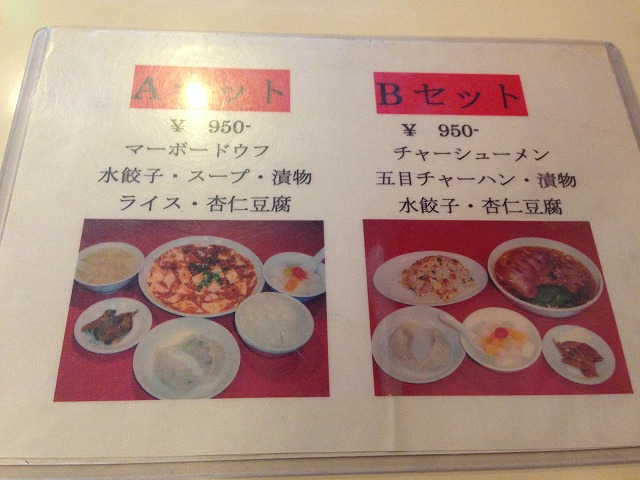 Aセット
¥ 950-
マーボードウフ
水餃子・スープ・漬物
ライス・杏仁豆腐
Bセット
¥ 950-
チャーシューメン
五目チャーハン・漬物
水餃子・杏仁豆腐